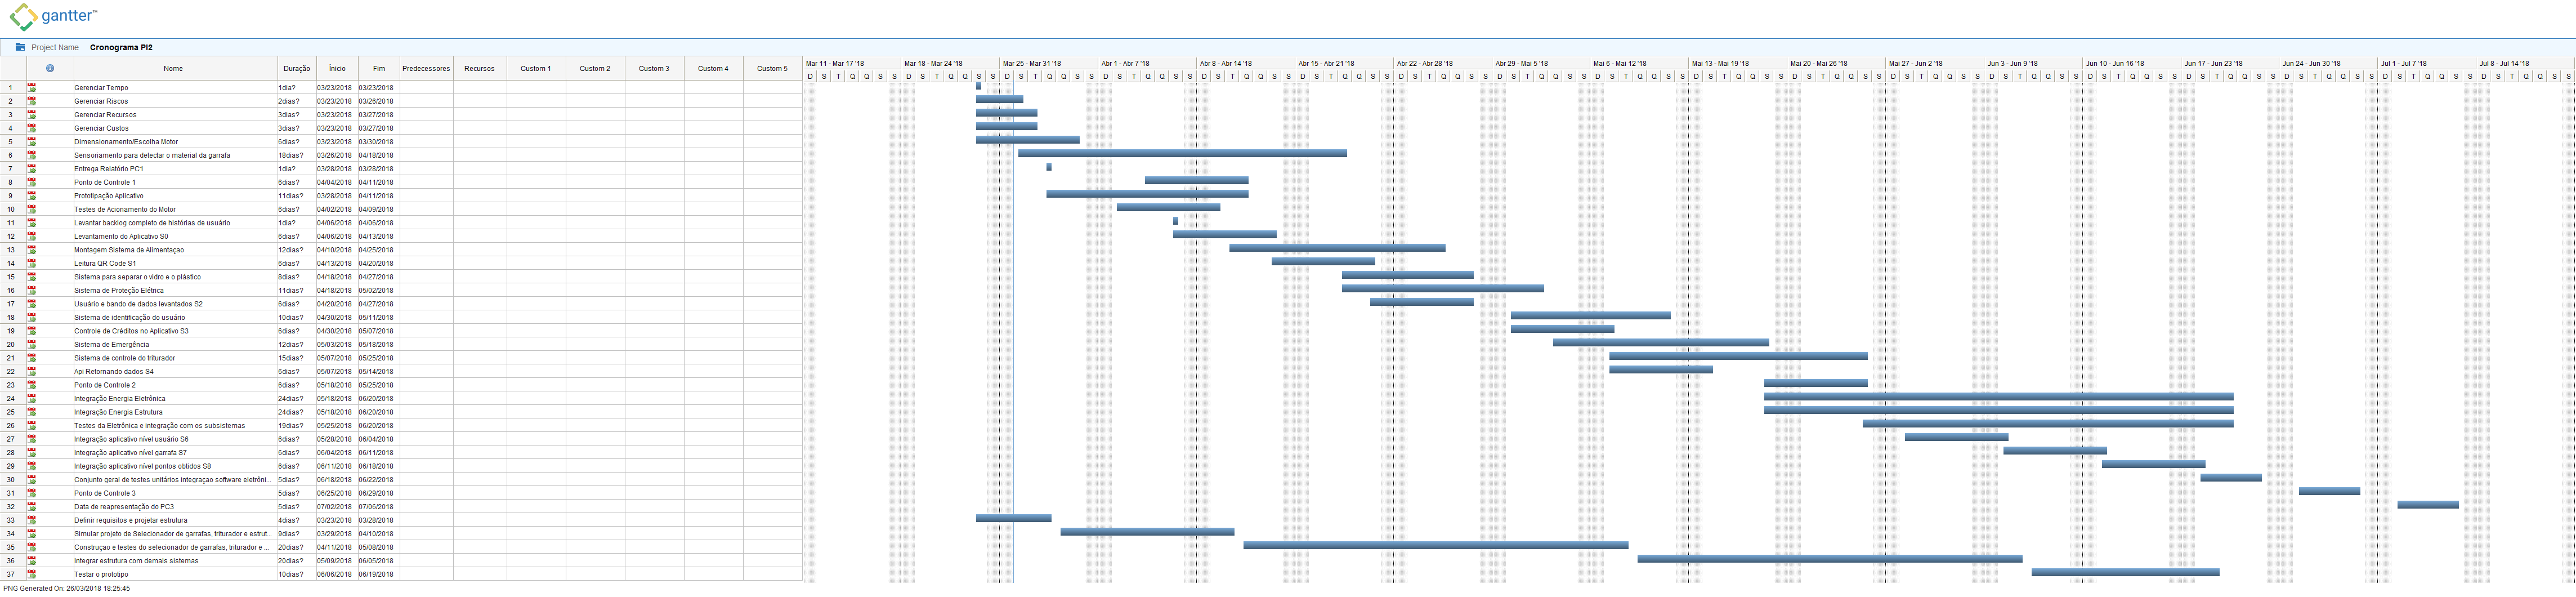 gantter™
Project Name Cronograma PI2
Nome Duração Ínicio Fim Predecessores Recursos Custom 1 Custom 2 Custom 3 Custom 4 Custom 5 Mar 11 - Mar 17 '18 Mar 18 - Mar 24 '18 Mar 25 - Mar 31 '18 Abr 1 - Abr 7 '18 Abr 8 - Abr 14 '18 Abr 15 - Abr 21 '18 Abr 22 - Abr 28 '18 Abr 29 - Mai 5 '18 Mai 6 - Mai 12 '18 Mai 13 - Mai 19 '18 Mai 20 - Mai 26 '18 Mai 27 - Jun 2 '18 Jun 3 - Jun 9 '18 Jun 10 - Jun 16 '18 Jun 17 - Jun 23 '18 Jun 24 - Jun 30 '18 Jul 1 - Jul 7 '18 Jul 8 - Jul 14 '18
D S T Q Q S S D S T Q Q S S D S T Q Q S S D S T Q Q S S D S T Q Q S S D S T Q Q S S D S T Q Q S S D S T Q Q S S D S T Q Q S S D S T Q Q S S D S T Q Q S S D S T Q Q S S D S T Q Q S S D S T Q Q S S D S T Q Q S S D S T Q Q S S D S T Q Q S S D S T Q Q S S
1 Gerenciar Tempo 1dia? 03/23/2018 03/23/2018
2 Gerenciar Riscos 2dias? 03/23/2018 03/26/2018
3 Gerenciar Recursos 3dias? 03/23/2018 03/27/2018
4 Gerenciar Custos 3dias? 03/23/2018 03/27/2018
5 Dimensionamento/Escolha Motor 6dias? 03/23/2018 03/30/2018
6 Sensoriamento para detectar o material da garrafa 18dias? 03/26/2018 04/18/2018
7 Entrega Relatório PC1 1dia? 03/28/2018 03/28/2018
8 Ponto de Controle 1 6dias? 04/04/2018 04/11/2018
9 Prototipação Aplicativo 11dias? 03/28/2018 04/11/2018
10 Testes de Acionamento do Motor 6dias? 04/02/2018 04/09/2018
11 Levantar backlog completo de histórias de usuário 1dia? 04/06/2018 04/06/2018
12 Levantamento do Aplicativo S0 6dias? 04/06/2018 04/13/2018
13 Montagem Sistema de Alimentaçao 12dias? 04/10/2018 04/25/2018
14 Leitura QR Code S1 6dias? 04/13/2018 04/20/2018
15 Sistema para separar o vidro e o plástico 8dias? 04/18/2018 04/27/2018
16 Sistema de Proteção Elétrica 11dias? 04/18/2018 05/02/2018
17 Usuário e bando de dados levantados S2 6dias? 04/20/2018 04/27/2018
18 Sistema de identificação do usuário 10dias? 04/30/2018 05/11/2018
19 Controle de Créditos no Aplicativo S3 6dias? 04/30/2018 05/07/2018
20 Sistema de Emergência 12dias? 05/03/2018 05/18/2018
21 Sistema de controle do triturador 15dias? 05/07/2018 05/25/2018
22 Api Retornando dados S4 6dias? 05/07/2018 05/14/2018
23 Ponto de Controle 2 6dias? 05/18/2018 05/25/2018
24 Integração Energia Eletrônica 24dias? 05/18/2018 06/20/2018
25 Integração Energia Estrutura 24dias? 05/18/2018 06/20/2018
26 Testes da Eletrônica e integração com os subsistemas 19dias? 05/25/2018 06/20/2018
27 Integração aplicativo nível usuário S6 6dias? 05/28/2018 06/04/2018
28 Integração aplicativo nível garrafa S7 6dias? 06/04/2018 06/11/2018
29 Integração aplicativo nível pontos obtidos S8 6dias? 06/11/2018 06/18/2018
30 Conjunto geral de testes unitários integraçao software eletrôni... 5dias? 06/18/2018 06/22/2018
31 Ponto de Controle 3 5dias? 06/25/2018 06/29/2018
32 Data de reapresentação do PC3 5dias? 07/02/2018 07/06/2018
33 Definir requisitos e projetar estrutura 4dias? 03/23/2018 03/28/2018
34 Simular projeto de Selecionador de garrafas, triturador e estrut... 9dias? 03/29/2018 04/10/2018
35 Construçao e testes do selecionador de garrafas, triturador e ... 20dias? 04/11/2018 05/08/2018
36 Integrar estrutura com demais sistemas 20dias? 05/09/2018 06/05/2018
37 Testar o prototipo 10dias? 06/06/2018 06/19/2018
PNG Generated On: 26/03/2018 18:25:45